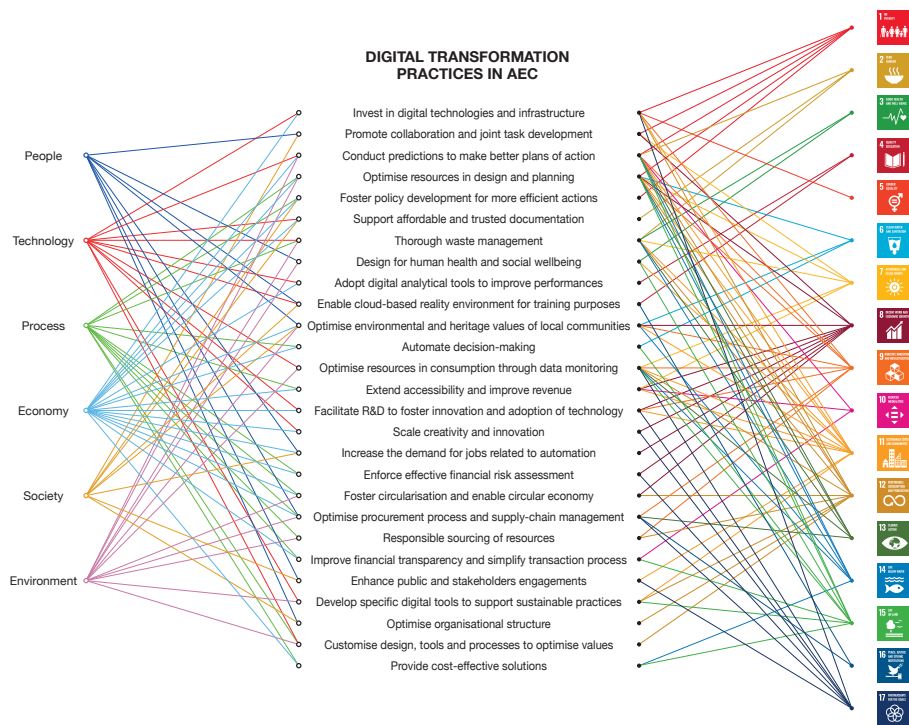 DIGITAL TRANSFORMATION
PRACTICES IN AEC
People
Technology
Process
Economy
Society
Environment
Invest in digital technologies and infrastructure
Promote collaboration and joint task development
Conduct predictions to make better plans of action
Optimise resources in design and planning
Foster policy development for more efficient actions
Support affordable and trusted documentation
Thorough waste management
Design for human health and social wellbeing
Adopt digital analytical tools to improve performances
Enable cloud-based reality environment for training purposes
Optimise environmental and heritage values of local communities
Automate decision-making
Optimise resources in consumption through data monitoring
Extend accessibility and improve revenue
Facilitate R&D to foster innovation and adoption of technology
Scale creativity and innovation
Increase the demand for jobs related to automation
Enforce effective financial risk assessment
Foster circularisation and enable circular economy
Optimise procurement process and supply-chain management
Responsible sourcing of resources
Improve financial transparency and simplify transaction process
Enhance public and stakeholders engagements
Develop specific digital tools to support sustainable practices
Optimise organisational structure
Customise design, tools and processes to optimise values
Provide cost-effective solutions
1
2
3
4
5
6
7
8
9
10
11
12
13
14
15
16
17